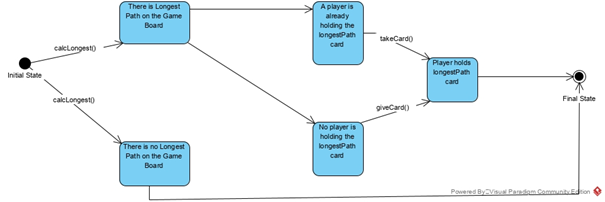 There is Longest
Path on the Game
Board
A player is
already
holding the
longestPath
card
takeCard()
calcLongest()
Initial State
Player holds
longestPath
card
Final State
calcLongest()
giveCard()
No player is
holding the
longestPath
card
There is no Longest
Path on the Game
Board
Powered By Visual Paradigm Community Edition